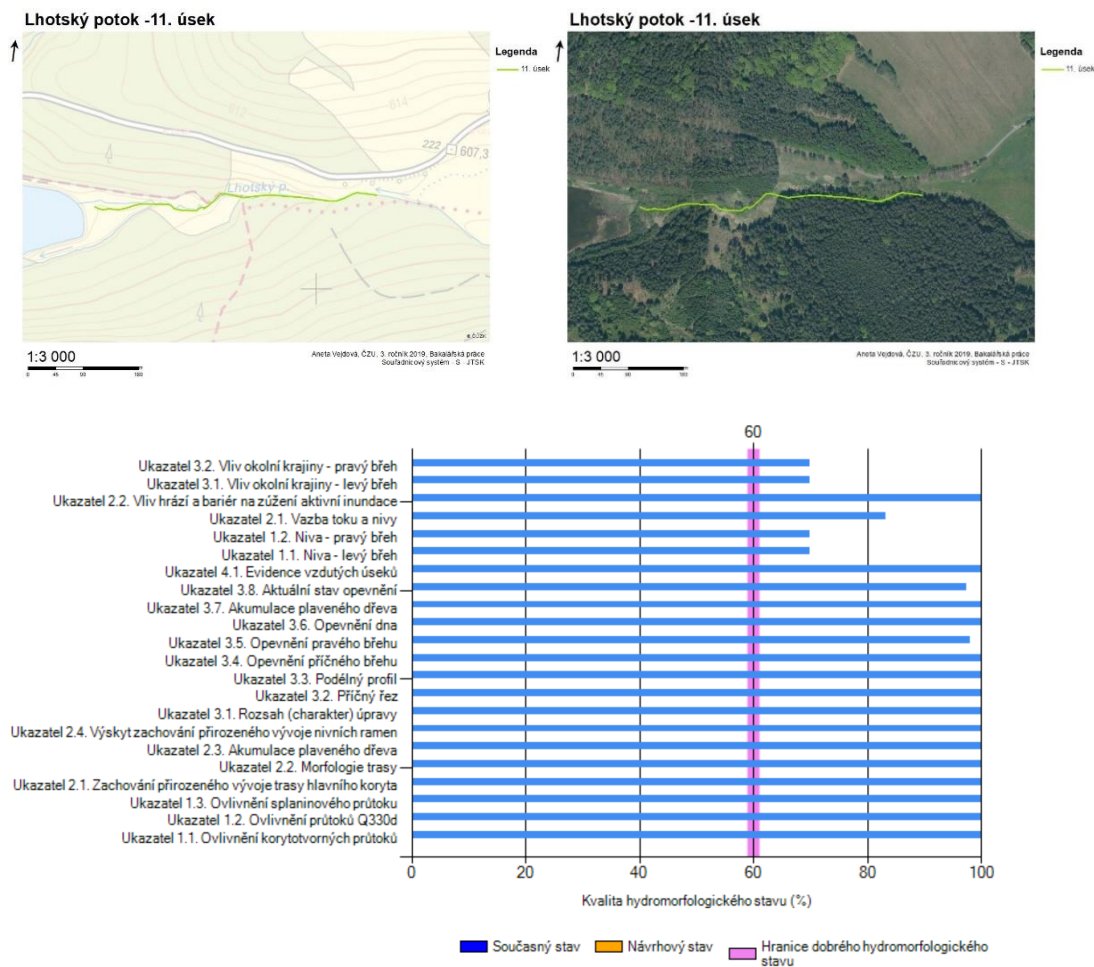 Lhotský potok -11. úsek
Legenda
11. úsek
612
614
222
607,3
Lhotský p.
© ČÚZK
1:3 000
0 45 90 180
Aneta Vejdová, ČZU, 3. ročník 2019, Bakalářská práce
Souřadnicový systém - S - JTSK
Lhotský potok -11. úsek
Legenda
11. úsek
1:3 000
0 45 90 180
Aneta Vejdová, ČZU, 3. ročník 2019, Bakalářská práce
Souřadnicový systém - S - JTSK
60
Ukazatel 3.2. Vliv okolní krajiny - pravý břeh
Ukazatel 3.1. Vliv okolní krajiny - levý břeh
Ukazatel 2.2. Vliv hrází a bariér na zúžení aktivní inundace
Ukazatel 2.1. Vazba toku a nivy
Ukazatel 1.2. Niva - pravý břeh
Ukazatel 1.1. Niva - levý břeh
Ukazatel 4.1. Evidence vzdutých úseků
Ukazatel 3.8. Aktuální stav opevnění
Ukazatel 3.7. Akumulace plaveného dřeva
Ukazatel 3.6. Opevnění dna
Ukazatel 3.5. Opevnění pravého břehu
Ukazatel 3.4. Opevnění příčného břehu
Ukazatel 3.3. Podélný profil
Ukazatel 3.2. Příčný řez
Ukazatel 3.1. Rozsah (charakter) úpravy
Ukazatel 2.4. Výskyt zachování přirozeného vývoje nivních ramen
Ukazatel 2.3. Akumulace plaveného dřeva
Ukazatel 2.2. Morfologie trasy
Ukazatel 2.1. Zachování přirozeného vývoje trasy hlavního koryta
Ukazatel 1.3. Ovlivnění splaninového průtoku
Ukazatel 1.2. Ovlivnění průtoků Q330d
Ukazatel 1.1. Ovlivnění korytotvorných průtoků
0 20 40 60 80 100
Kvalita hydromorfologického stavu (%)
Současný stav
Návrhový stav
Hranice dobrého hydromorfologického
stavu